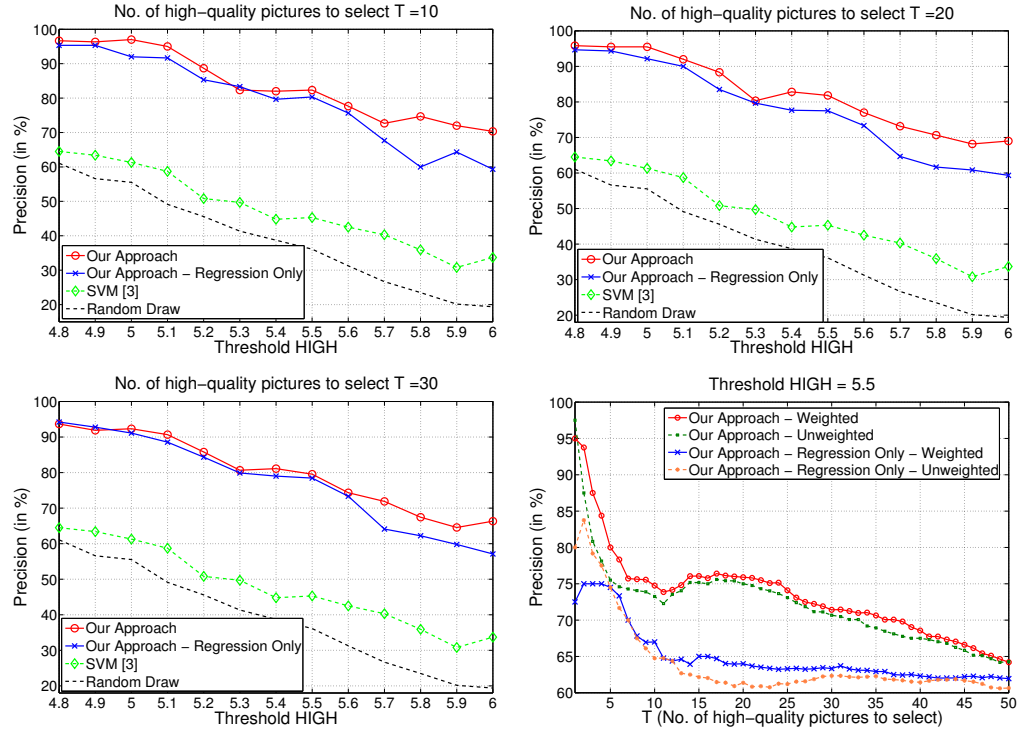 No. of high-quality pictures to select T =10
Precision (in %)
100
90
80
70
60
50
40
30
20
Our Approach
Our Approach - Regression Only
SVM [3]
Random Draw
4.8 4.9 5 5.1 5.2 5.3 5.4 5.5 5.6 5.7 5.8 5.9 6
Threshold HIGH
No. of high-quality pictures to select T =20
Precision (in %)
100
90
80
70
60
50
40
30
20
Our Approach
Our Approach - Regression Only
SVM [3]
Random Draw
4.8 4.9 5 5.1 5.2 5.3 5.4 5.5 5.6 5.7 5.8 5.9 6
Threshold HIGH
No. of high-quality pictures to select T =30
Precision (in %)
100
90
80
70
60
50
40
30
20
Our Approach
Our Approach - Regression Only
SVM [3]
Random Draw
4.8 4.9 5 5.1 5.2 5.3 5.4 5.5 5.6 5.7 5.8 5.9 6
Threshold HIGH
Threshold HIGH = 5.5
Precision (in %)
100
95
90
85
80
75
70
65
60
Our Approach - Weighted
Our Approach - Unweighted
Our Approach - Regression Only - Weighted
Our Approach - Regression Only - Unweighted
5 10 15 20 25 30 35 40 45 50
T (No. of high-quality pictures to select)